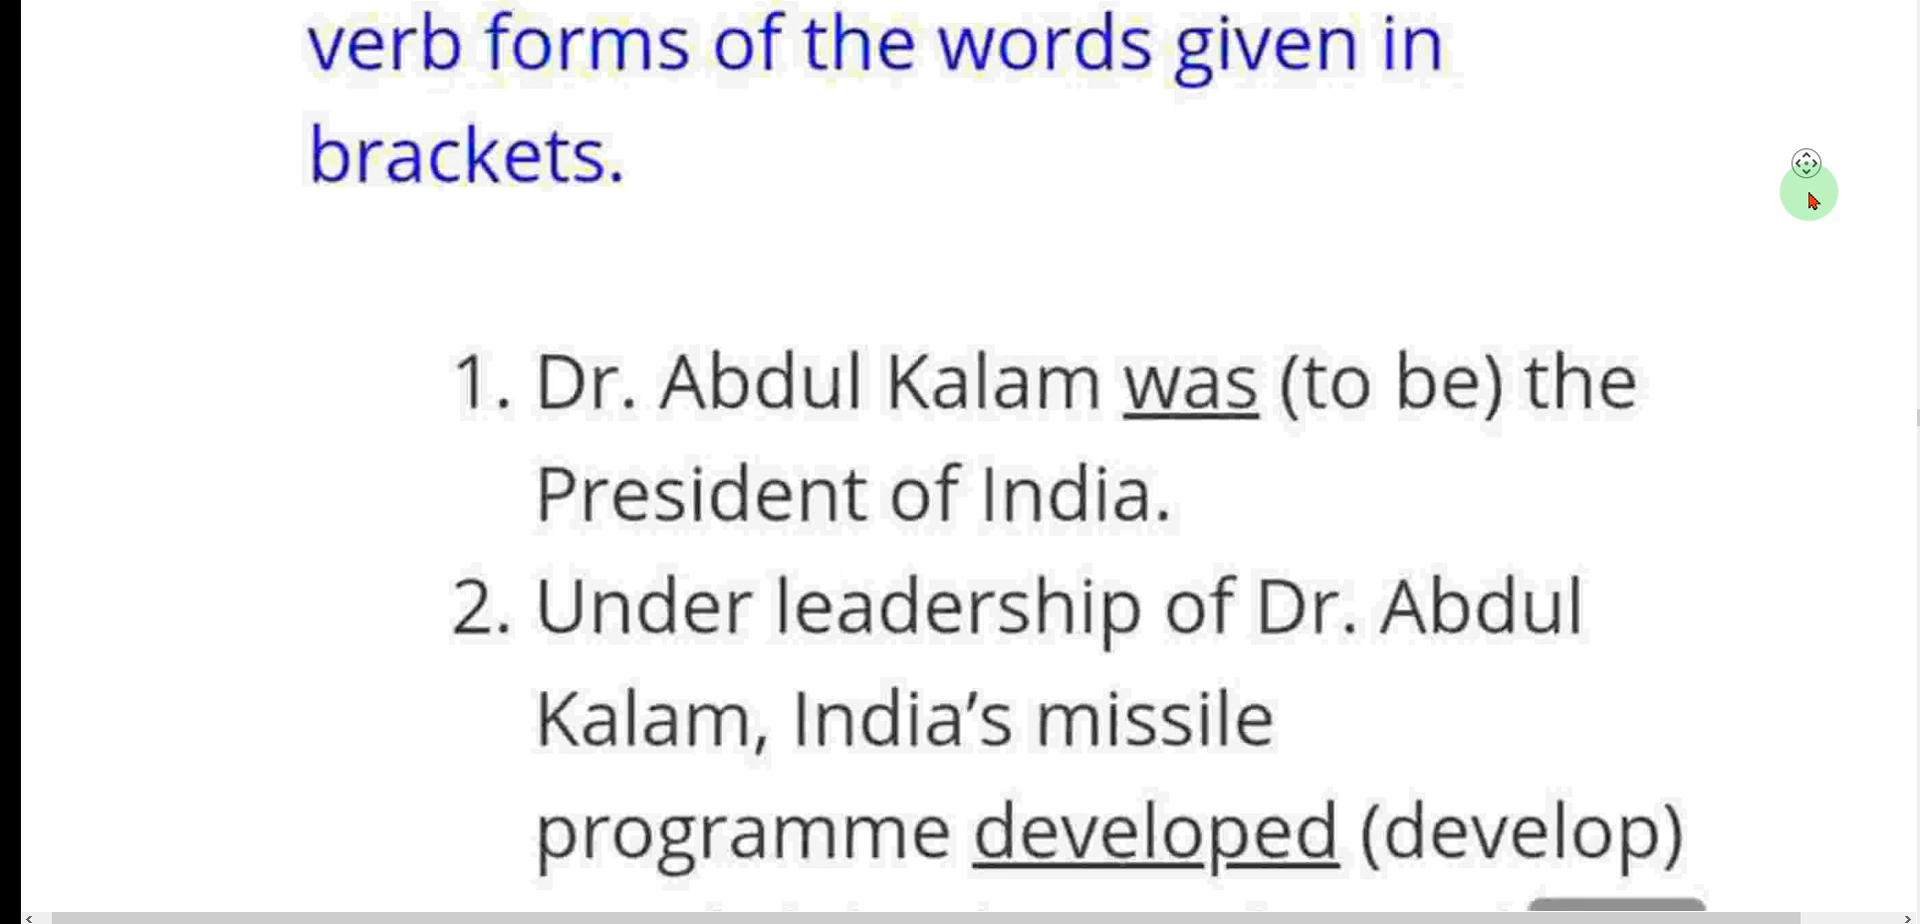 verb forms of the words given in
brackets.
1. Dr. Abdul Kalam was (to be) the
President of India.
2. Under leadership of Dr. Abdul
Kalam, India’s missile
programme developed (develop)